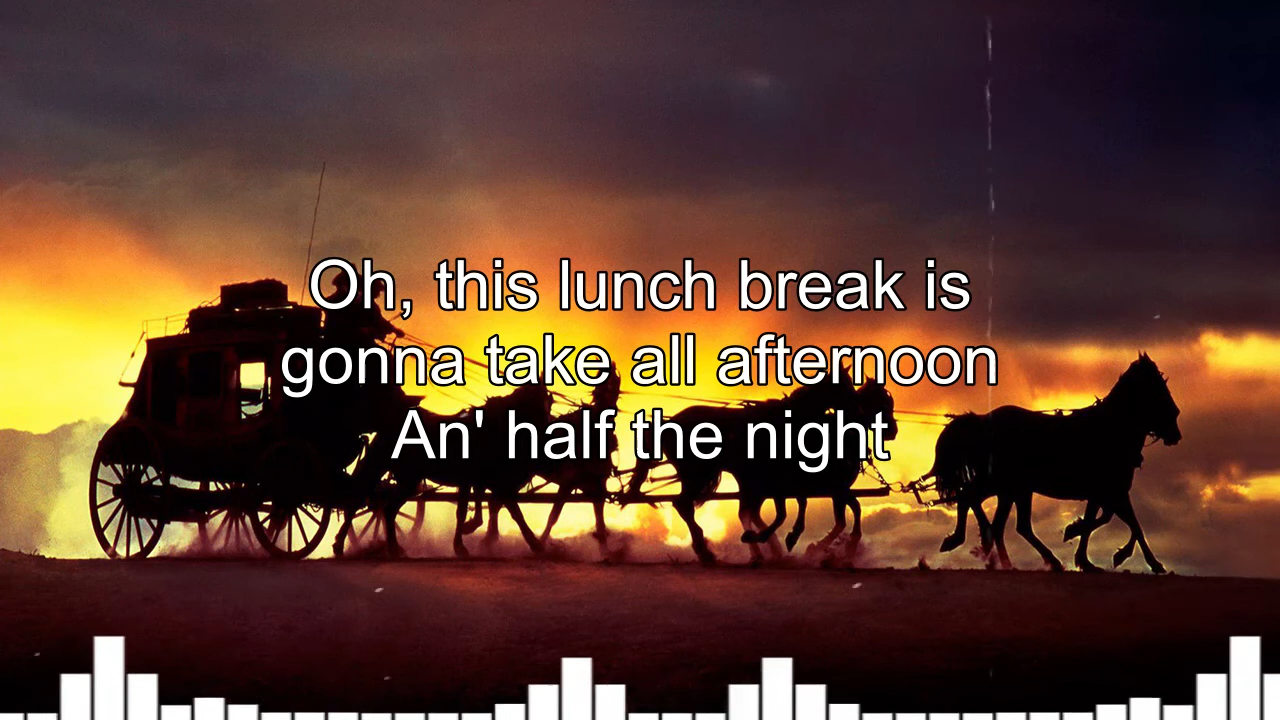 Oh, this lunch break is
gonna take all afternoon
An' half the night